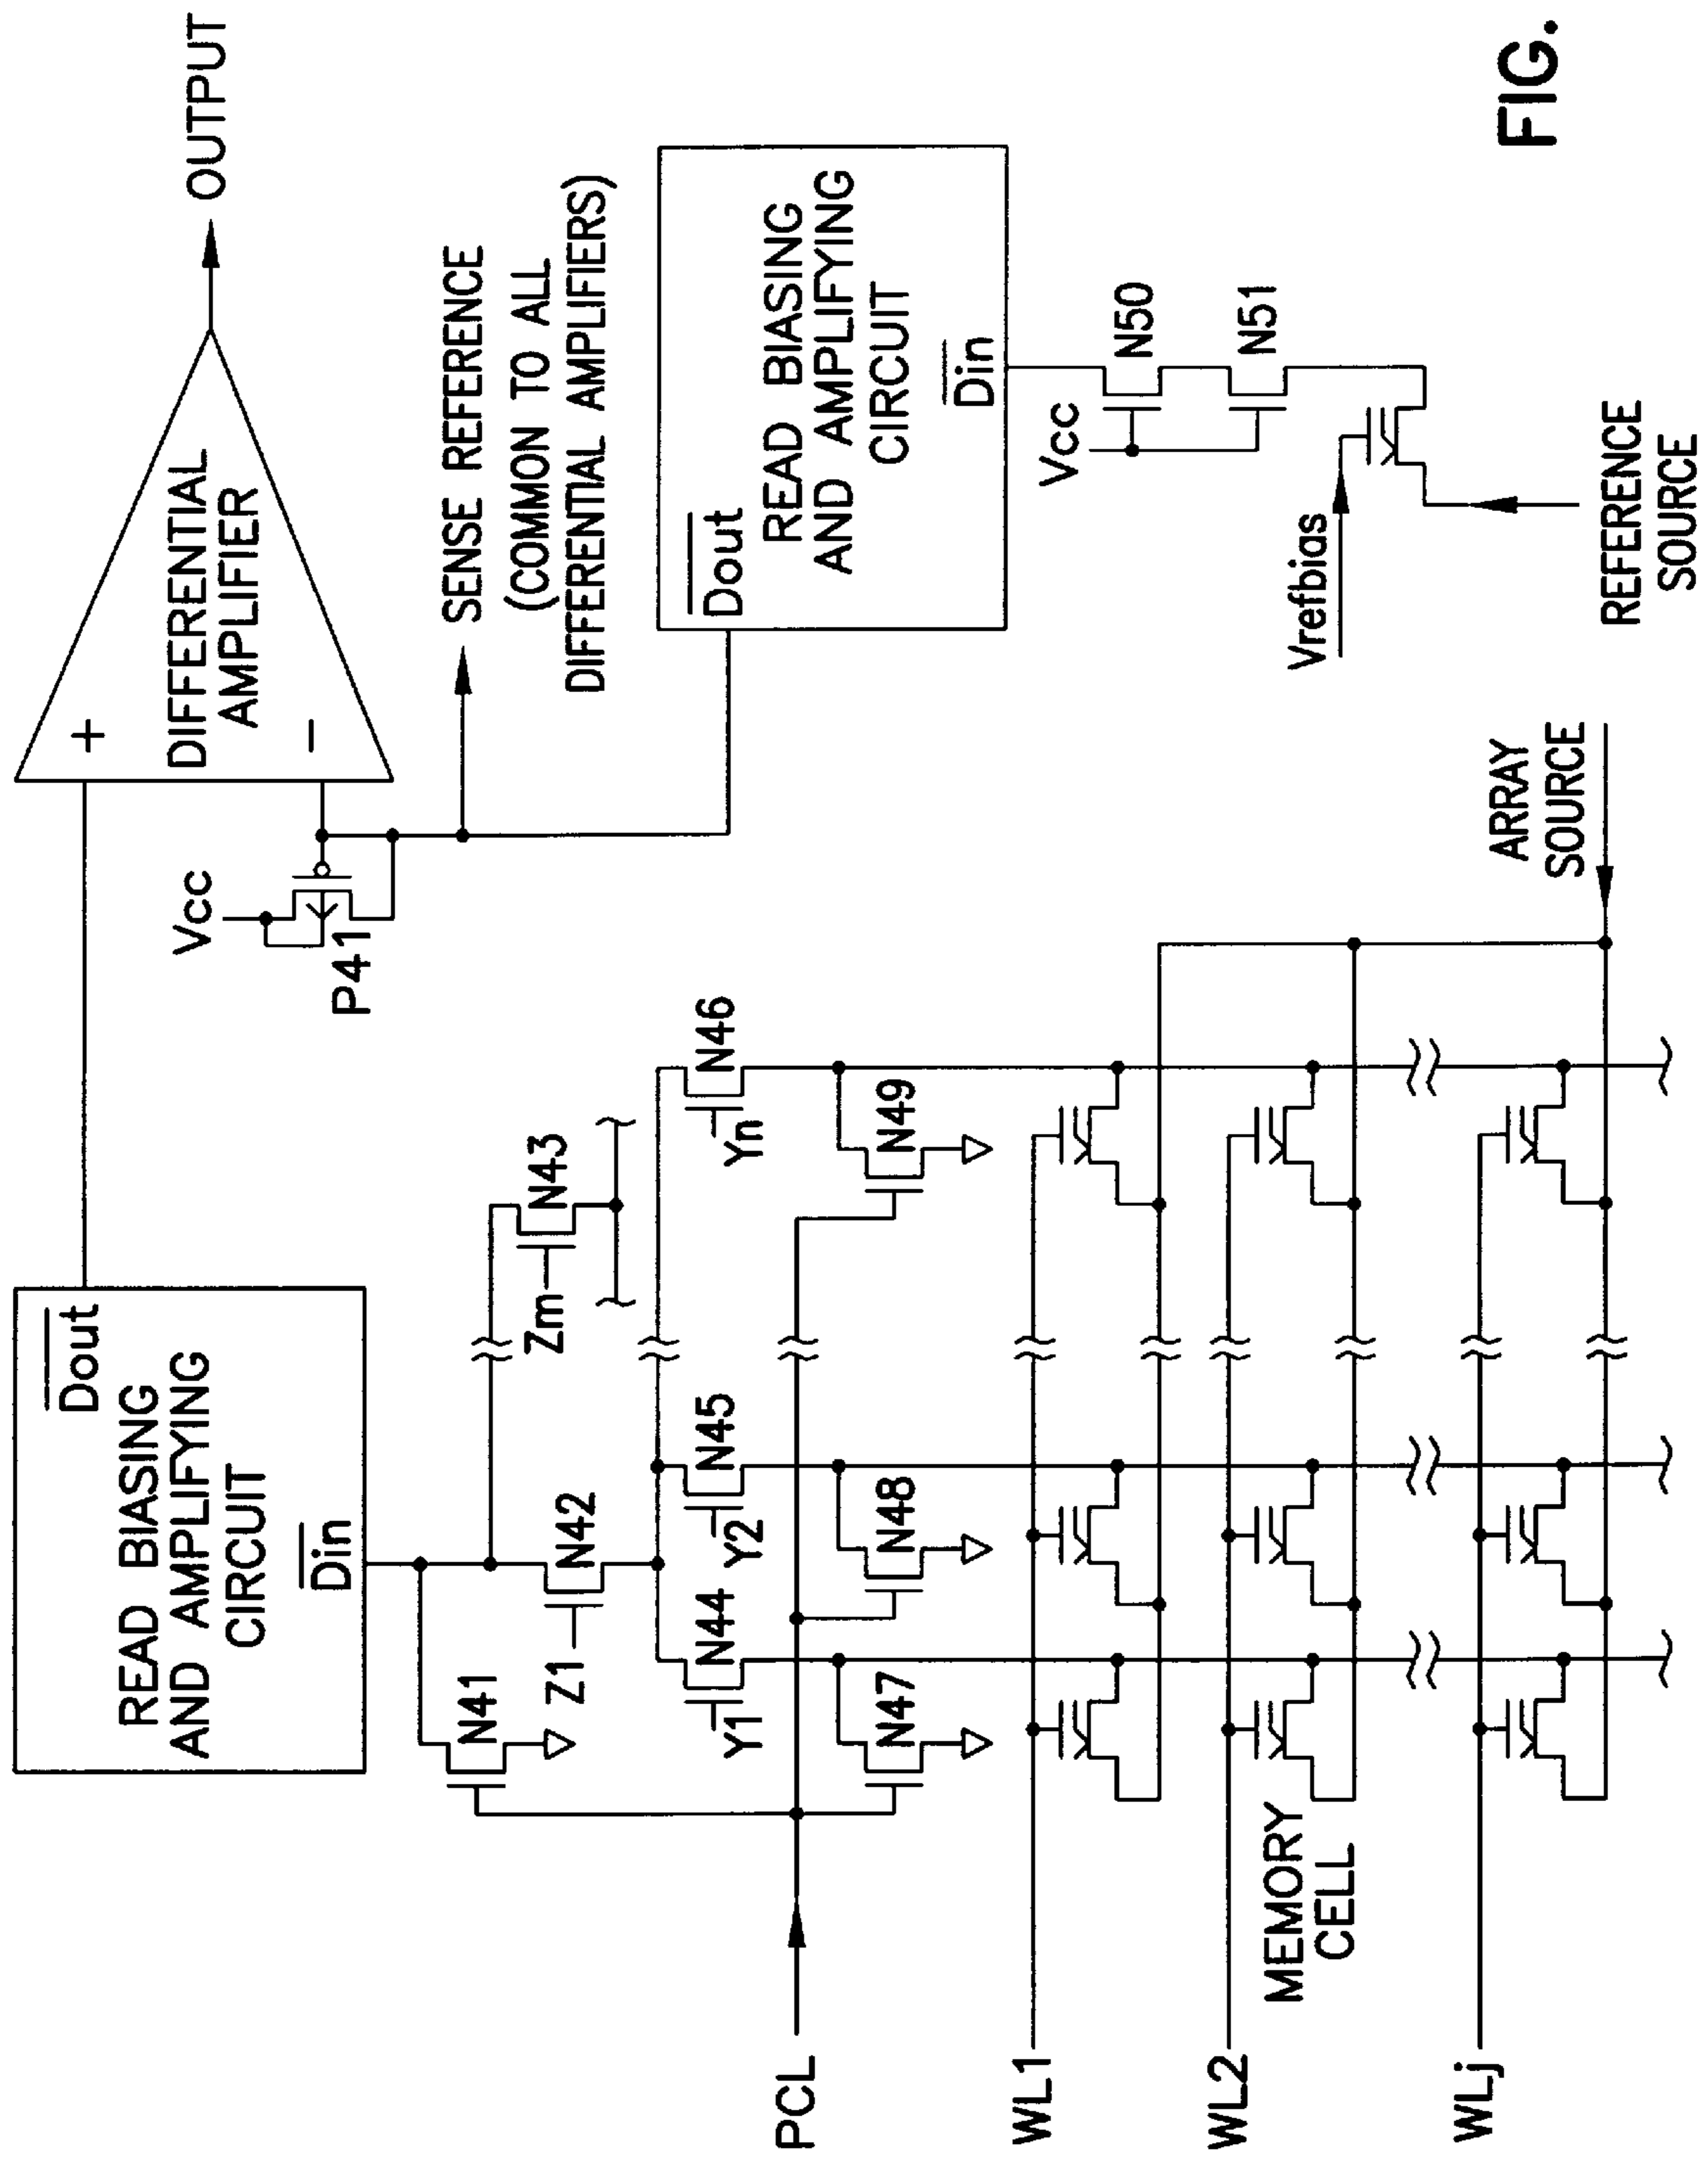 READ BIASING
AND AMPLIFYING
CIRCUIT
Dout
Din
DIFFERENTIAL
AMPLIFIER
+
−
OUTPUT
Vcc
P41
SENSE REFERENCE
(COMMON TO ALL
DIFFERENTIAL AMPLIFIERS)
Dout
READ BIASING
AND AMPLIFYING
CIRCUIT
Din
Vcc
N50
N51
Vrefbias
REFERENCE
SOURCE
N41
Z1
N42
Zm
N43
Y1
N44
Y2
N45
Yn
N46
N47
N48
N49
PCL
WL1
WL2
MEMORY
CELL
WLj
ARRAY
SOURCE
FIG.